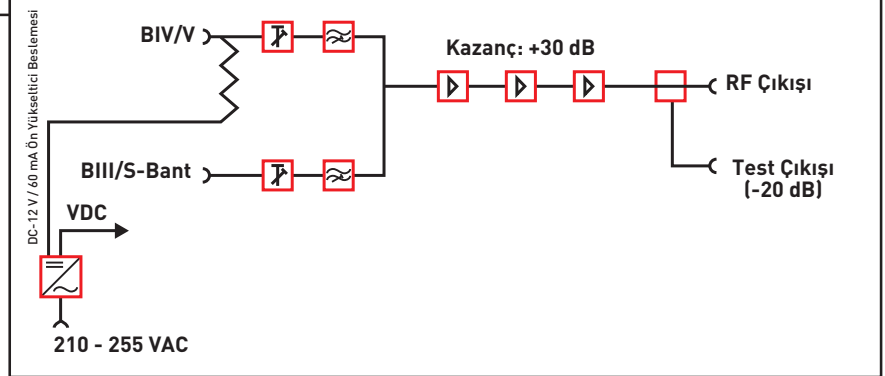 BIV/V
Kazanç: +30 dB
RF Çıkışı
DC-12 V / 60 mA Ön Yükseltici Beslemesi
BIII/S-Bant
Test Çıkışı
(-20 dB)
VDC
210 - 255 VAC